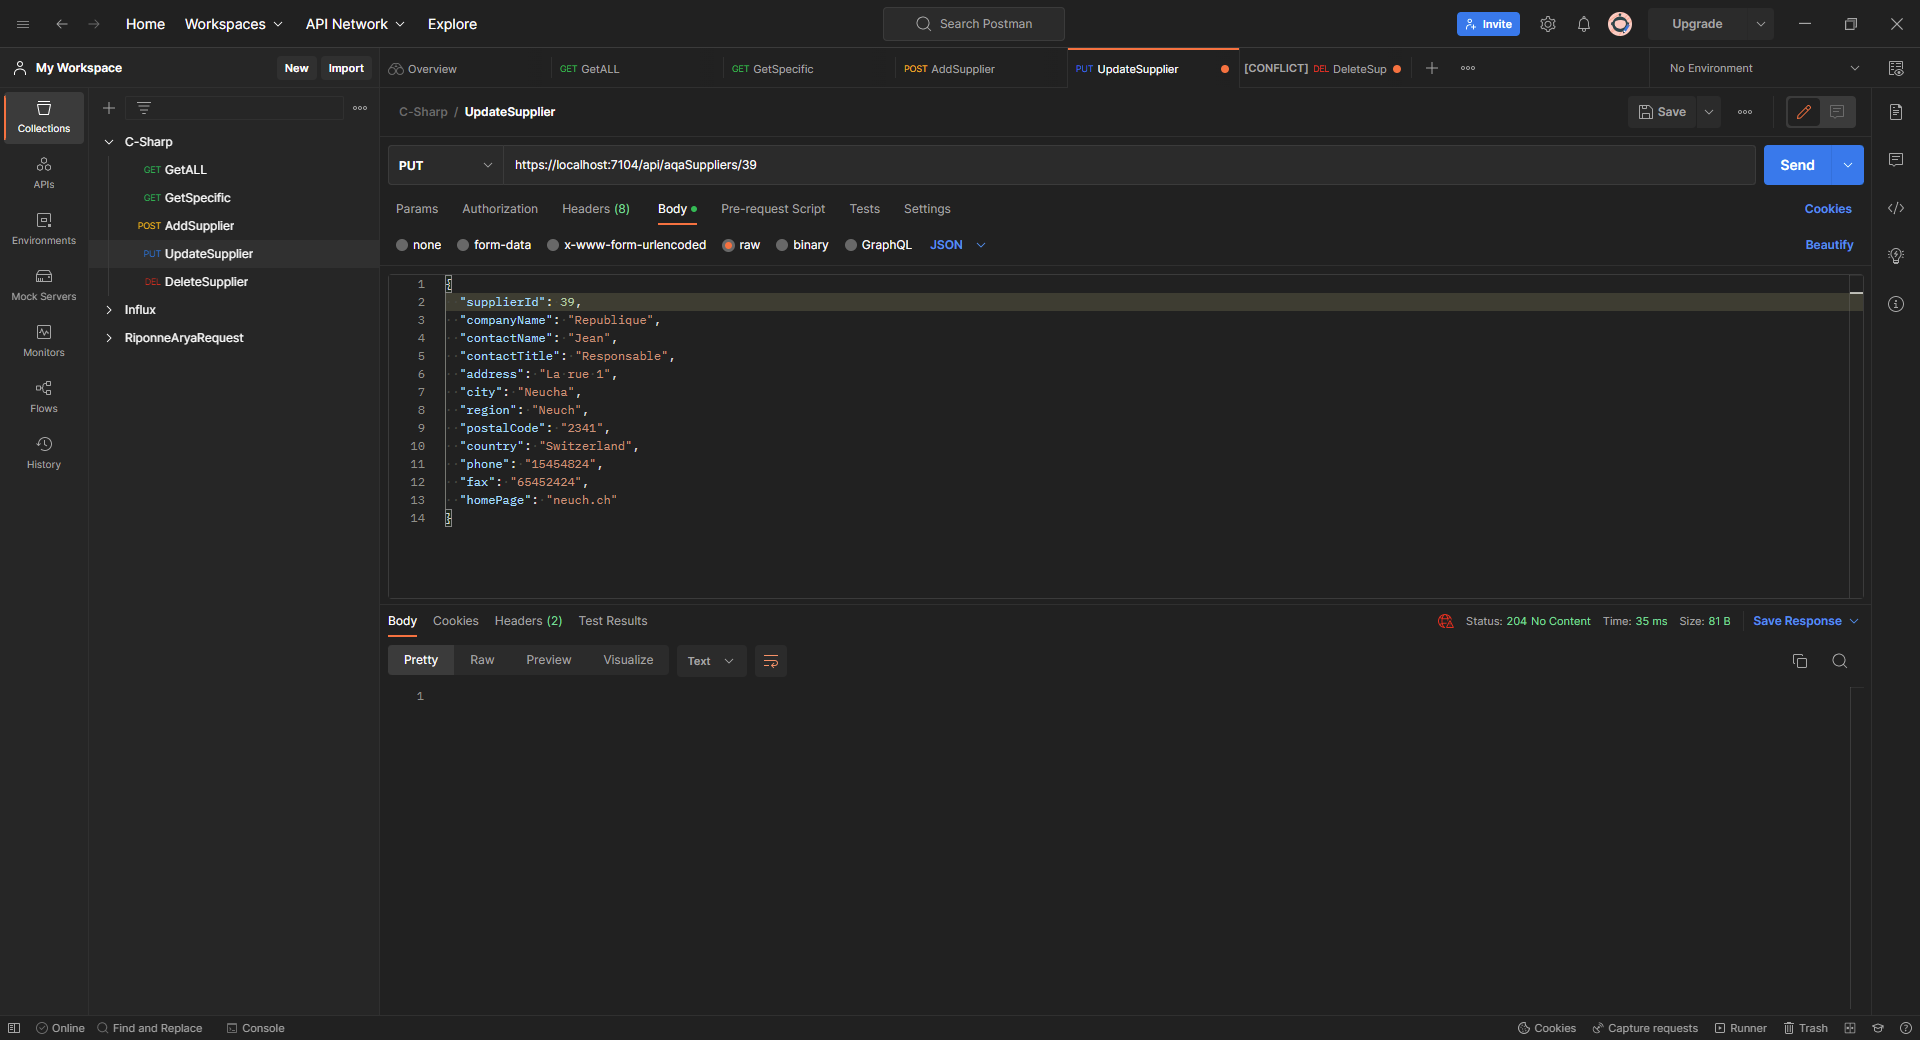 Home Workspaces API Network Explore Search Postman Invite Upgrade
My Workspace New Import Overview GET GetALL GET GetSpecific POST AddSupplier PUT UpdateSupplier [CONFLICT] DEL DeleteSup No Environment
C-Sharp / UpdateSupplier Save
Collections
APIs
Environments
Mock Servers
Monitors
Flows
History
C-Sharp
GET GetALL
GET GetSpecific
POST AddSupplier
PUT UpdateSupplier
DEL DeleteSupplier
Influx
RiponneAryaRequest
PUT https://localhost:7104/api/aqaSuppliers/39 Send
Params Authorization Headers (8) Body Pre-request Script Tests Settings Cookies
none form-data x-www-form-urlencoded raw binary GraphQL JSON Beautify
1 {
2 "supplierId": 39,
3 "companyName": "Republique",
4 "contactName": "Jean",
5 "contactTitle": "Responsable",
6 "address": "La rue 1",
7 "city": "Neucha",
8 "region": "Neuch",
9 "postalCode": "2341",
10 "country": "Switzerland",
11 "phone": "15454824",
12 "fax": "65452424",
13 "homePage": "neuch.ch"
14 }
Body Cookies Headers (2) Test Results Status: 204 No Content Time: 35 ms Size: 81 B Save Response
Pretty Raw Preview Visualize Text
1
Online Find and Replace Console Cookies Capture requests Runner Trash